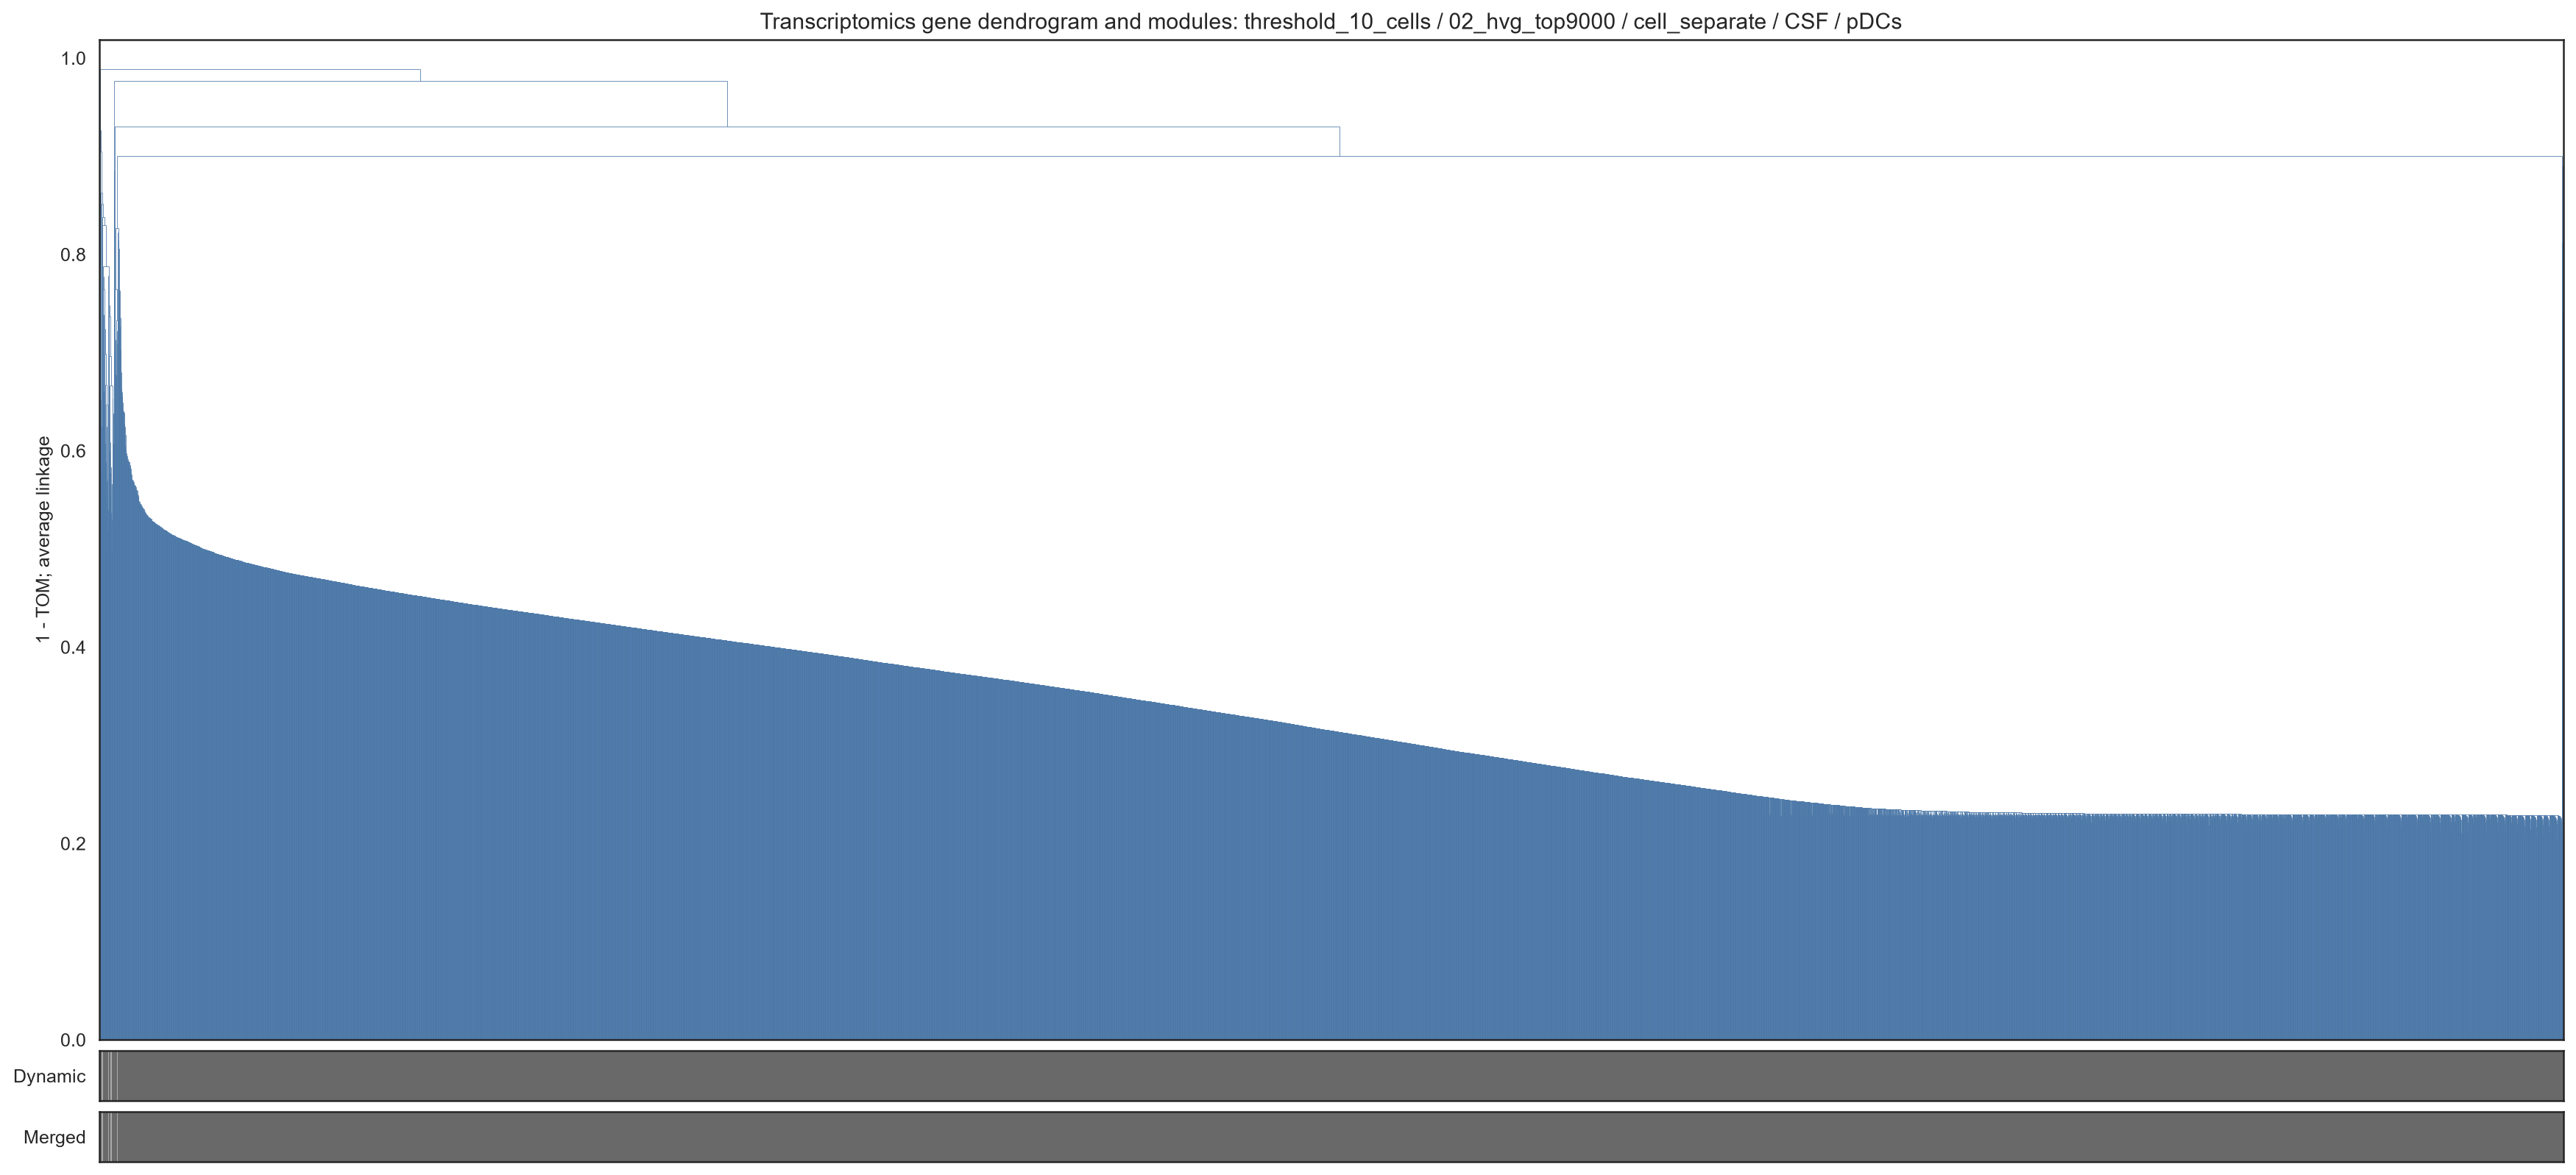 Transcriptomics gene dendrogram and modules: threshold_10_cells / 02_hvg_top9000 / cell_separate / CSF / pDCs
1.0
0.8
0.6
0.4
0.2
0.0
1 - TOM; average linkage
Dynamic
Merged